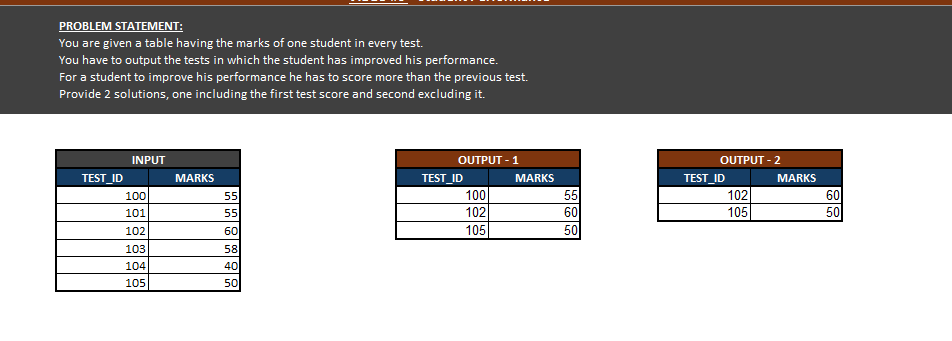 PROBLEM STATEMENT:
You are given a table having the marks of one student in every test.
You have to output the tests in which the student has improved his performance.
For a student to improve his performance he has to score more than the previous test.
Provide 2 solutions, one including the first test score and second excluding it.
INPUT
TEST_ID MARKS
100 55
101 55
102 60
103 58
104 40
105 50
OUTPUT - 1
TEST_ID MARKS
100 55
102 60
105 50
OUTPUT - 2
TEST_ID MARKS
102 60
105 50